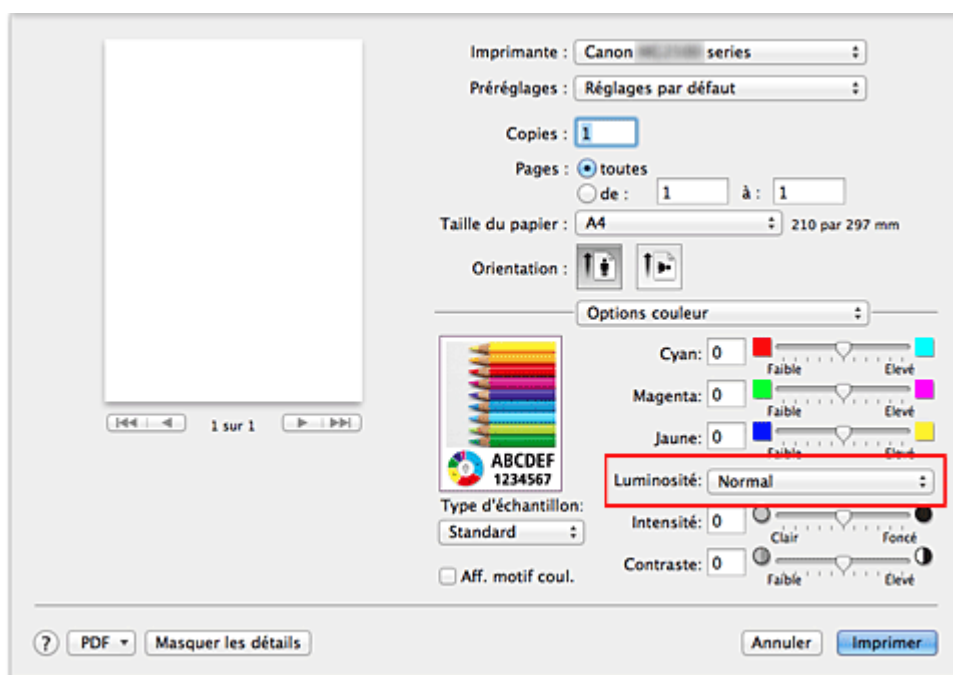 Imprimante : Canon series
Préréglages : Réglages par défaut
Copies : 1
Pages : toutes
de : 1 à : 1
Taille du papier : A4 210 par 297 mm
Orientation :
Options couleur
Cyan: 0
Faible Elevé
Magenta: 0
Faible Elevé
Jaune: 0
Faible Elevé
Luminosité: Normal
Intensité: 0
Clair Foncé
Contraste: 0
Faible Elevé
1 sur 1
ABCDEF
1234567
Type d'échantillon:
Standard
Aff. motif coul.
? PDF Masquer les détails Annuler Imprimer